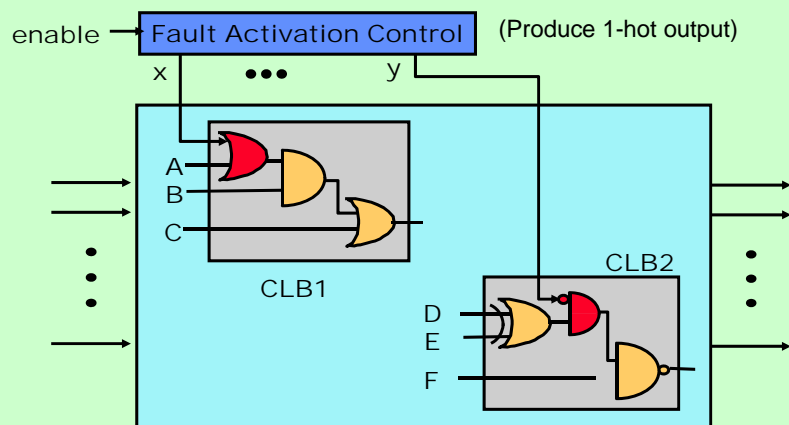 enable
Fault Activation Control
(Produce 1-hot output)
x
y
A
B
C
CLB1
CLB2
D
E
F